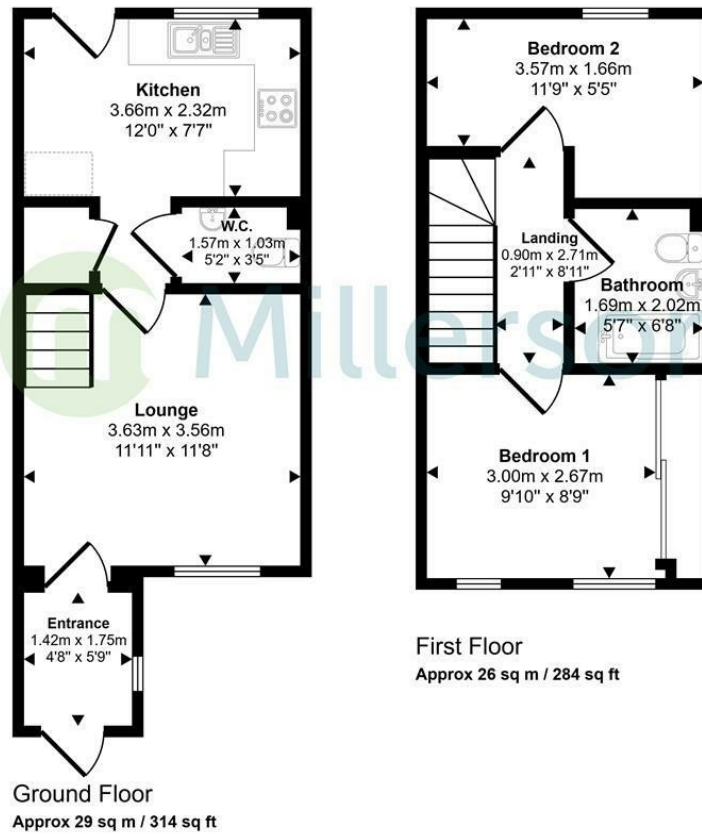 Kitchen
3.66m x 2.32m
12'0" x 7'7"
W.C.
1.57m x 1.03m
5'2" x 3'5"
Lounge
3.63m x 3.56m
11'11" x 11'8"
Entrance
1.42m x 1.75m
4'8" x 5'9"
Ground Floor
Approx 29 sq m / 314 sq ft
Bedroom 2
3.57m x 1.66m
11'9" x 5'5"
Landing
0.90m x 2.71m
2'11" x 8'11"
Bathroom
1.69m x 2.02m
5'7" x 6'8"
Bedroom 1
3.00m x 2.67m
9'10" x 8'9"
First Floor
Approx 26 sq m / 284 sq ft
m Millerson